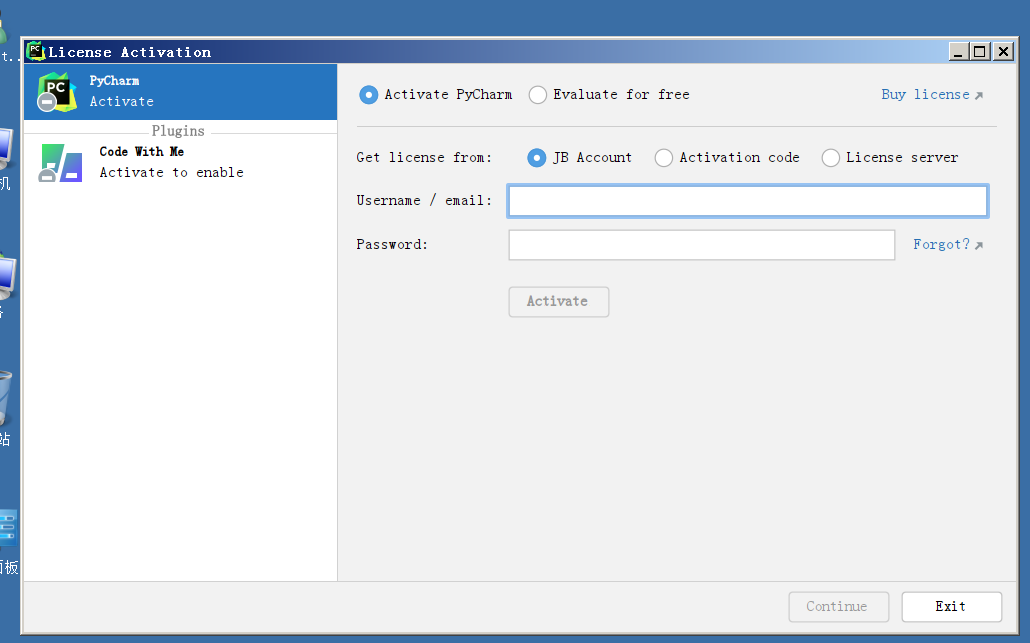 License Activation
t..
PC
PyCharm
Activate
Plugins
Code With Me
Activate to enable
Activate PyCharm Evaluate for free Buy license
Get license from: JB Account Activation code License server
Username / email:
Password: Forgot?
Activate
Continue Exit
机
站
板